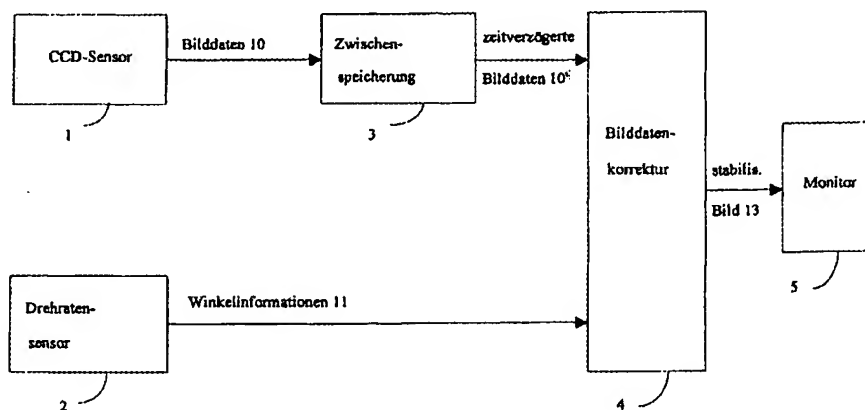 CCD-Sensor
1
Bilddaten 10
Zwischen-
speicherung
3
zeitverzögerte
Bilddaten 10'
Bilddaten-
korrektur
4
stabilis.
Bild 13
Monitor
5
Drehraten-
sensor
2
Winkelinformationen 11